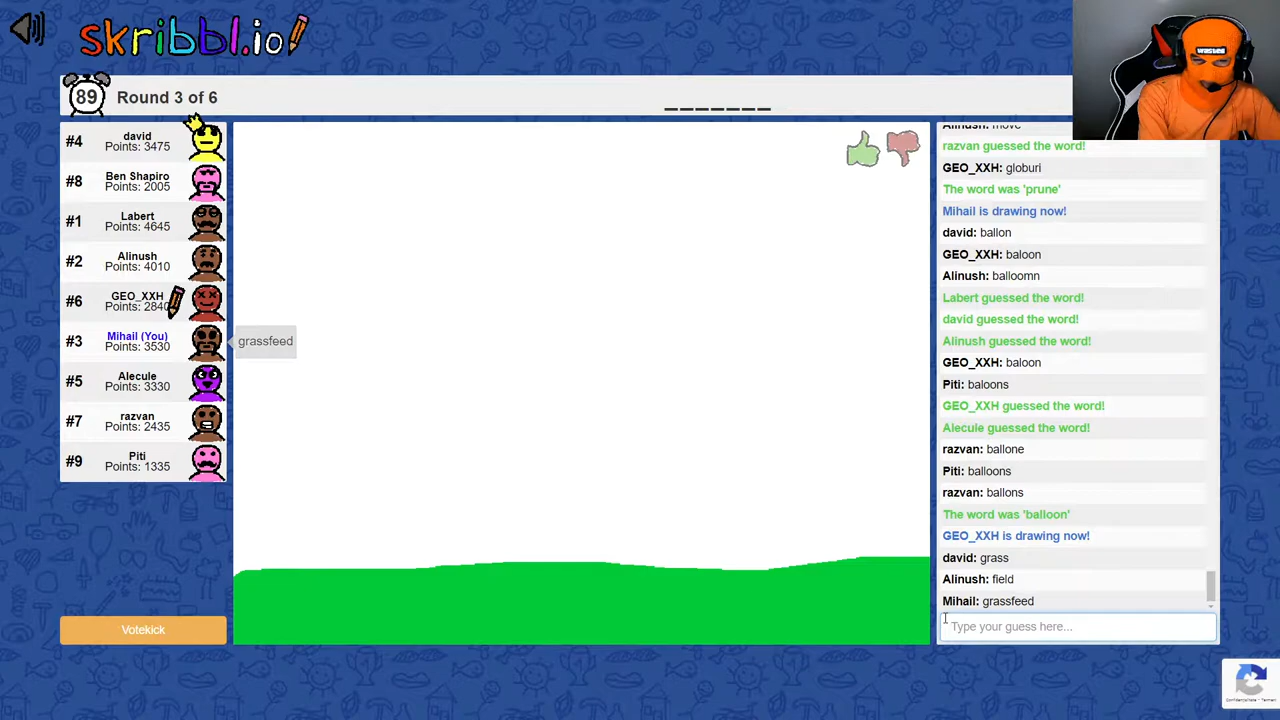 skribbl.io
wasted
89
Round 3 of 6
_ _ _ _ _ _ _
#4
david
Points: 3475
#8
Ben Shapiro
Points: 2005
#1
Labert
Points: 4645
#2
Alinush
Points: 4010
#6
GEO_XXH
Points: 2840
#3
Mihail (You)
Points: 3530
grassfeed
#5
Alecule
Points: 3330
#7
razvan
Points: 2435
#9
Piti
Points: 1335
Votekick
Alinush: move
razvan guessed the word!
GEO_XXH: globuri
The word was 'prune'
Mihail is drawing now!
david: ballon
GEO_XXH: baloon
Alinush: balloomn
Labert guessed the word!
david guessed the word!
Alinush guessed the word!
GEO_XXH: baloon
Piti: baloons
GEO_XXH guessed the word!
Alecule guessed the word!
razvan: ballone
Piti: balloons
razvan: ballons
The word was 'balloon'
GEO_XXH is drawing now!
david: grass
Alinush: field
Mihail: grassfeed
Type your guess here...